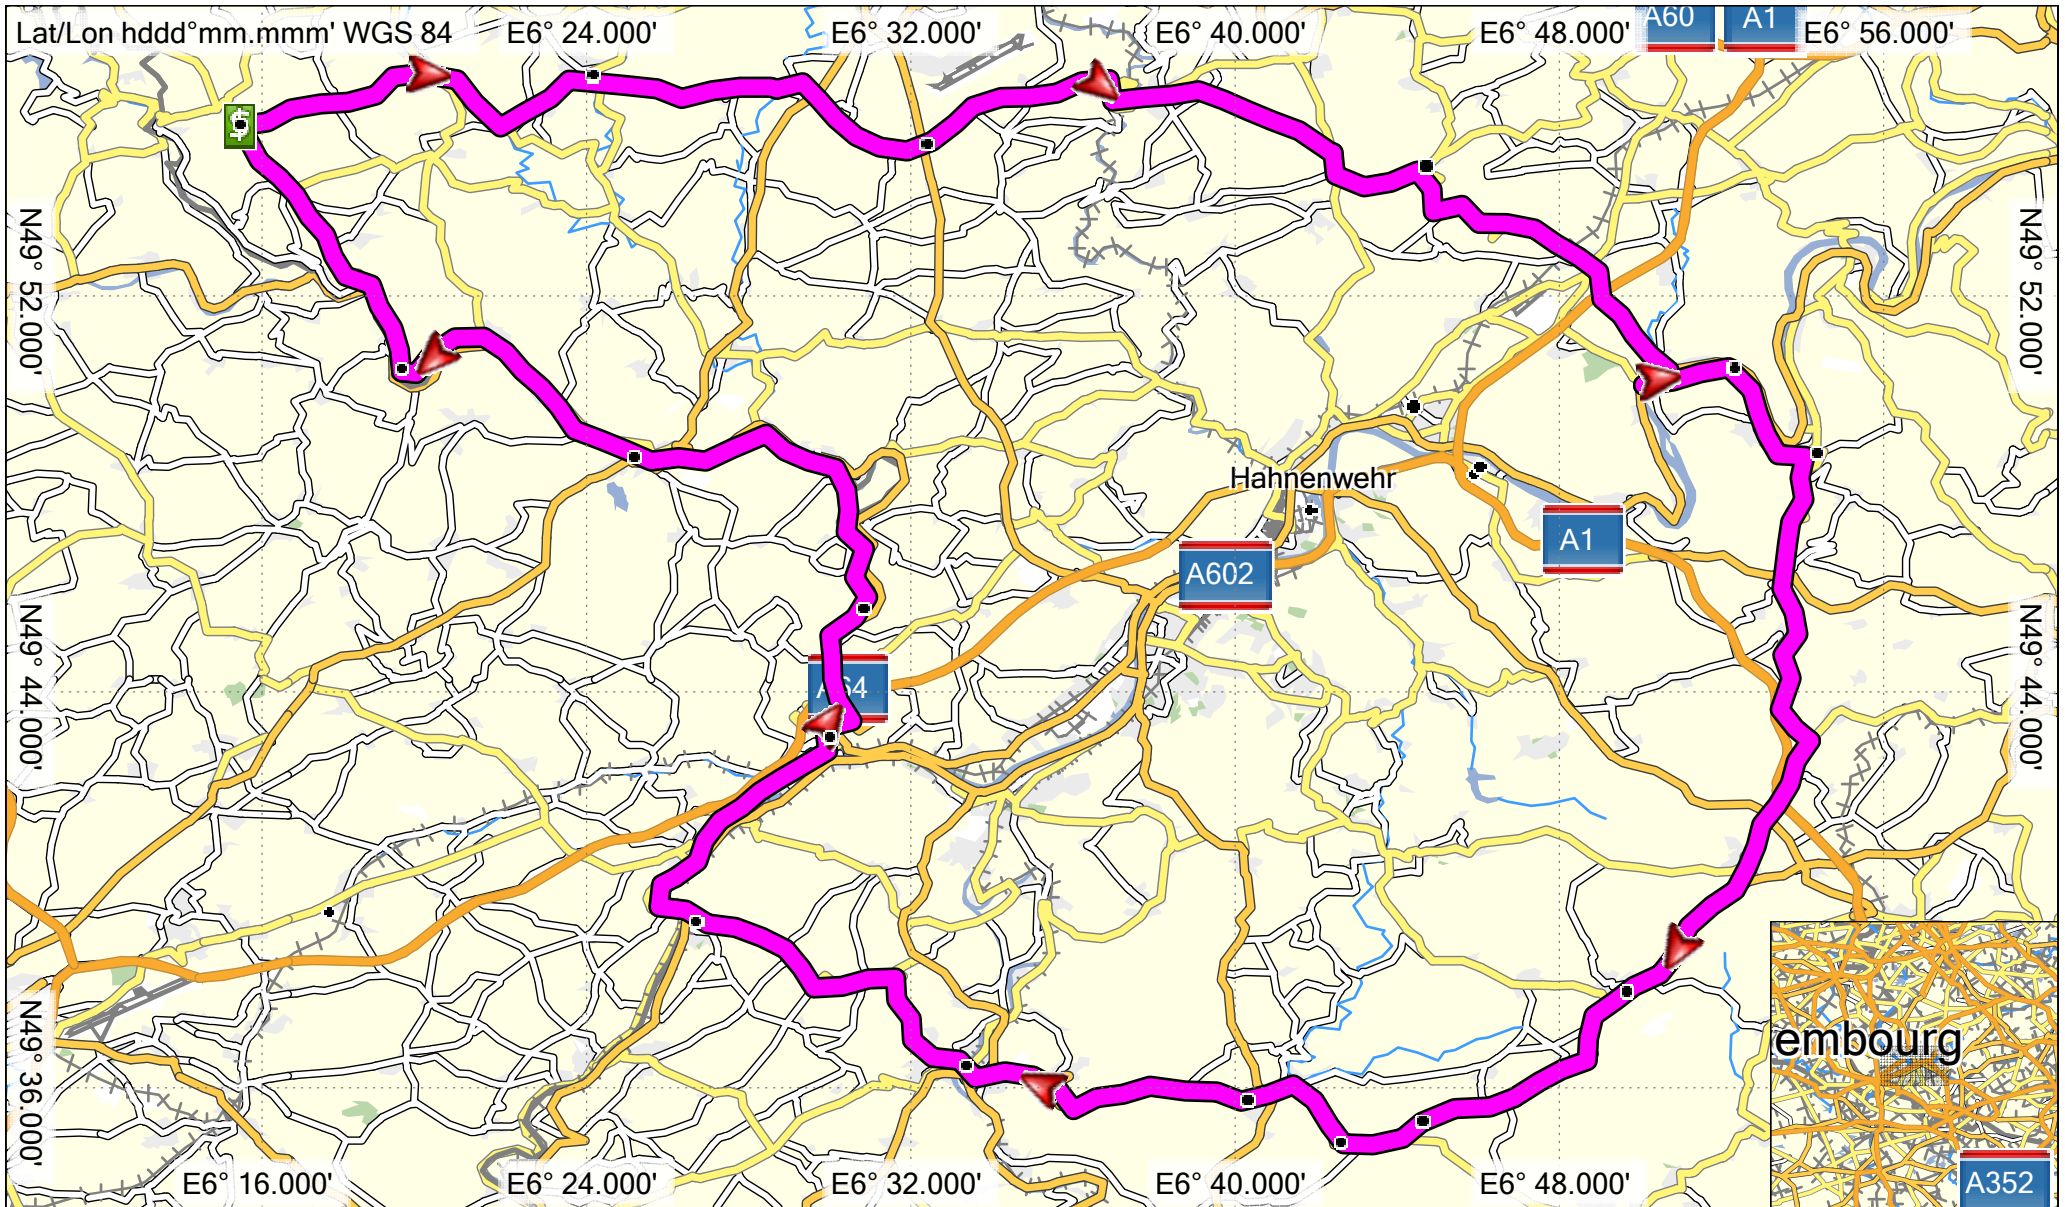 Lat/Lon hddd°mm.mmm' WGS 84
E6° 24.000'
E6° 32.000'
E6° 40.000'
E6° 48.000'
A60
A1
E6° 56.000'
$
N49° 52.000'
N49° 52.000'
Hahnenwehr
A1
A602
N49° 44.000'
N49° 44.000'
A64
N49° 36.000'
embourg
E6° 16.000'
E6° 24.000'
E6° 32.000'
E6° 40.000'
E6° 48.000'
A352